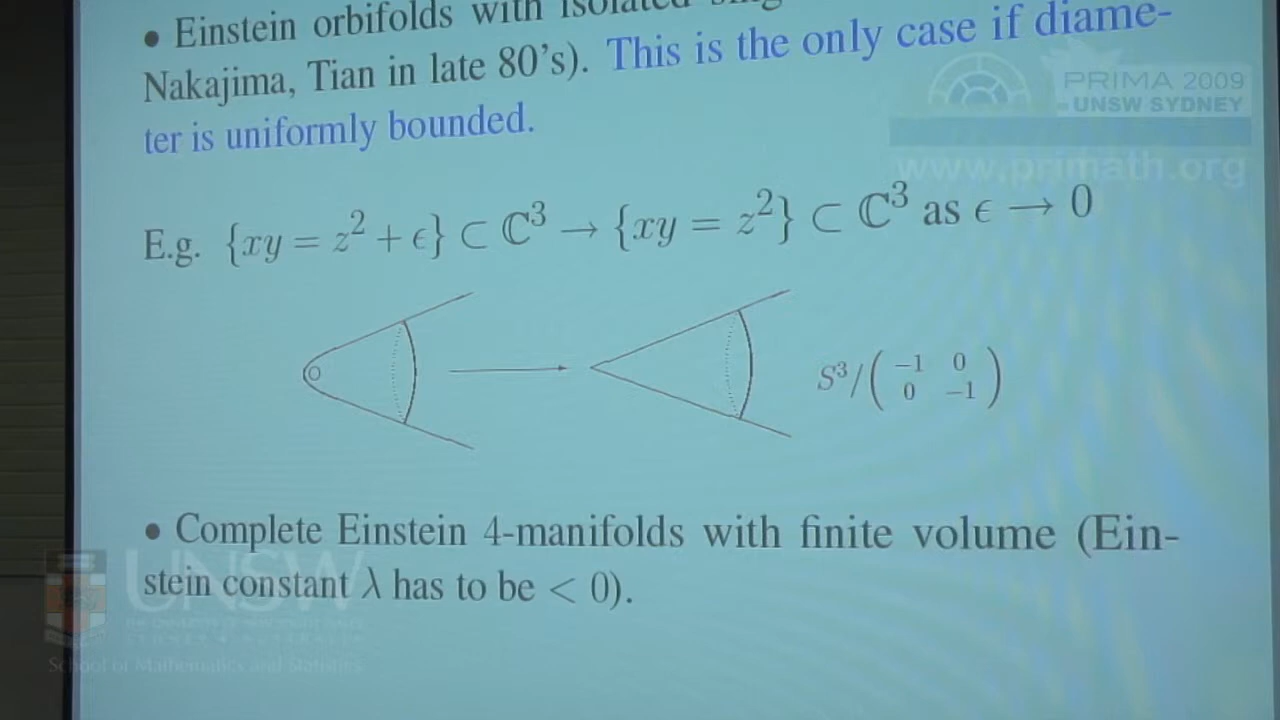 • Einstein orbifolds with isolated
Nakajima, Tian in late 80's). This is the only case if diame-
ter is uniformly bounded.
PRIMA 2009
UNSW SYDNEY
www.primath.org
E.g. {xy = z² + ϵ} ⊂ ℂ³ → {xy = z²} ⊂ ℂ³ as ϵ → 0
S³/( −1 0
0 −1 )
• Complete Einstein 4-manifolds with finite volume (Ein-
stein constant λ has to be < 0).
UNSW
School of Mathematics and Statistics